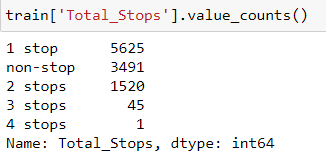 train['Total_Stops'].value_counts()
1 stop 5625
non-stop 3491
2 stops 1520
3 stops 45
4 stops 1
Name: Total_Stops, dtype: int64